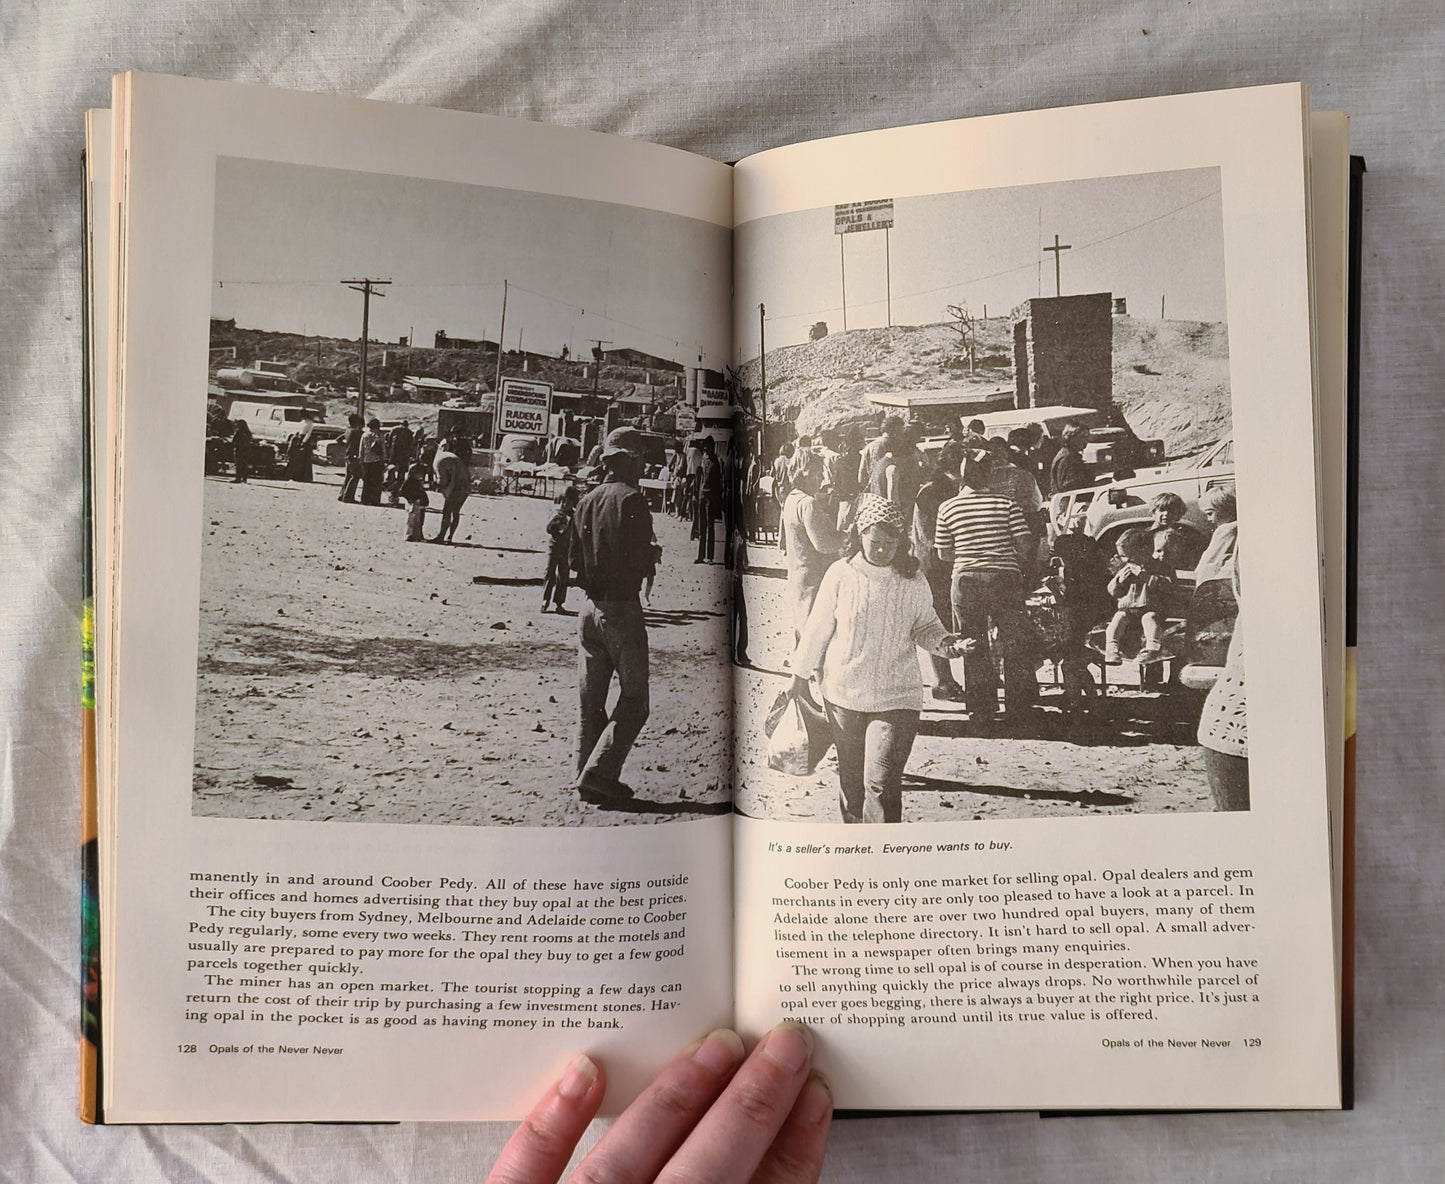 UNDERGROUND
ACCOMMODATION
RADEKA
DUGOUT
RADEKA
DUGOUT
OPALS &
JEWELLERY
It's a seller's market. Everyone wants to buy.
manently in and around Coober Pedy. All of these have signs outside
their offices and homes advertising that they buy opal at the best prices.
The city buyers from Sydney, Melbourne and Adelaide come to Coober
Pedy regularly, some every two weeks. They rent rooms at the motels and
usually are prepared to pay more for the opal they buy to get a few good
parcels together quickly.
The miner has an open market. The tourist stopping a few days can
return the cost of their trip by purchasing a few investment stones. Hav-
ing opal in the pocket is as good as having money in the bank.
128 Opals of the Never Never
Coober Pedy is only one market for selling opal. Opal dealers and gem
merchants in every city are only too pleased to have a look at a parcel. In
Adelaide alone there are over two hundred opal buyers, many of them
listed in the telephone directory. It isn't hard to sell opal. A small adver-
tisement in a newspaper often brings many enquiries.
The wrong time to sell opal is of course in desperation. When you have
to sell anything quickly the price always drops. No worthwhile parcel of
opal ever goes begging, there is always a buyer at the right price. It's just a
matter of shopping around until its true value is offered.
Opals of the Never Never 129